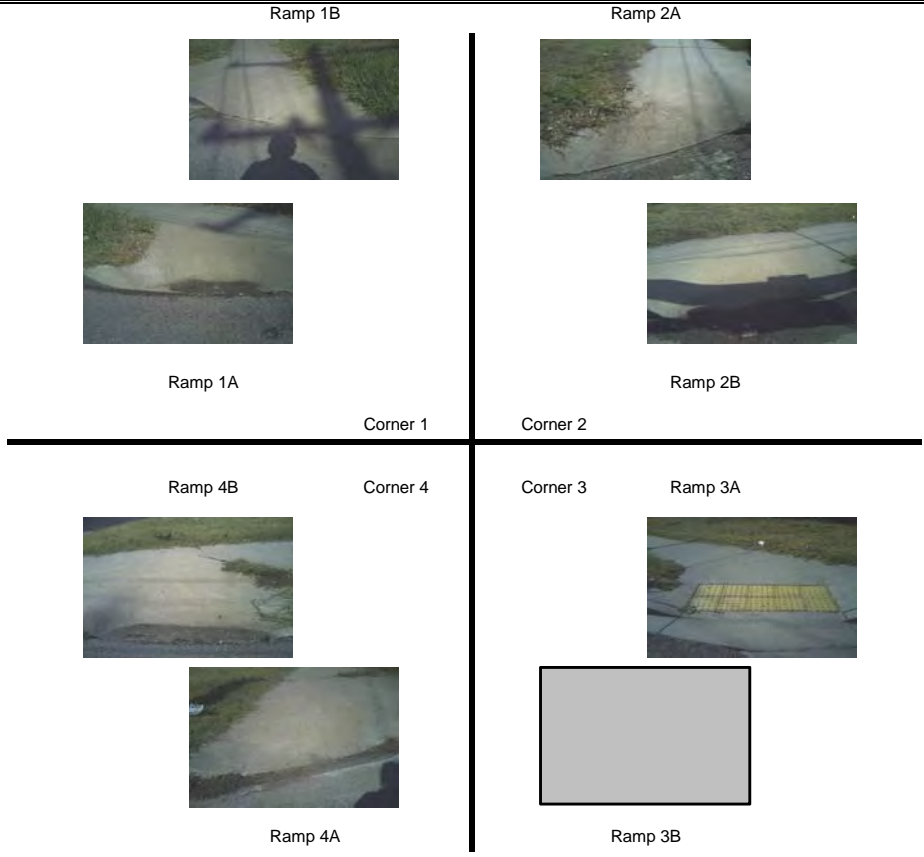 Ramp 1B
Ramp 2A
Ramp 1A
Ramp 2B
Corner 1
Corner 2
Ramp 4B
Corner 4
Corner 3
Ramp 3A
Ramp 4A
Ramp 3B